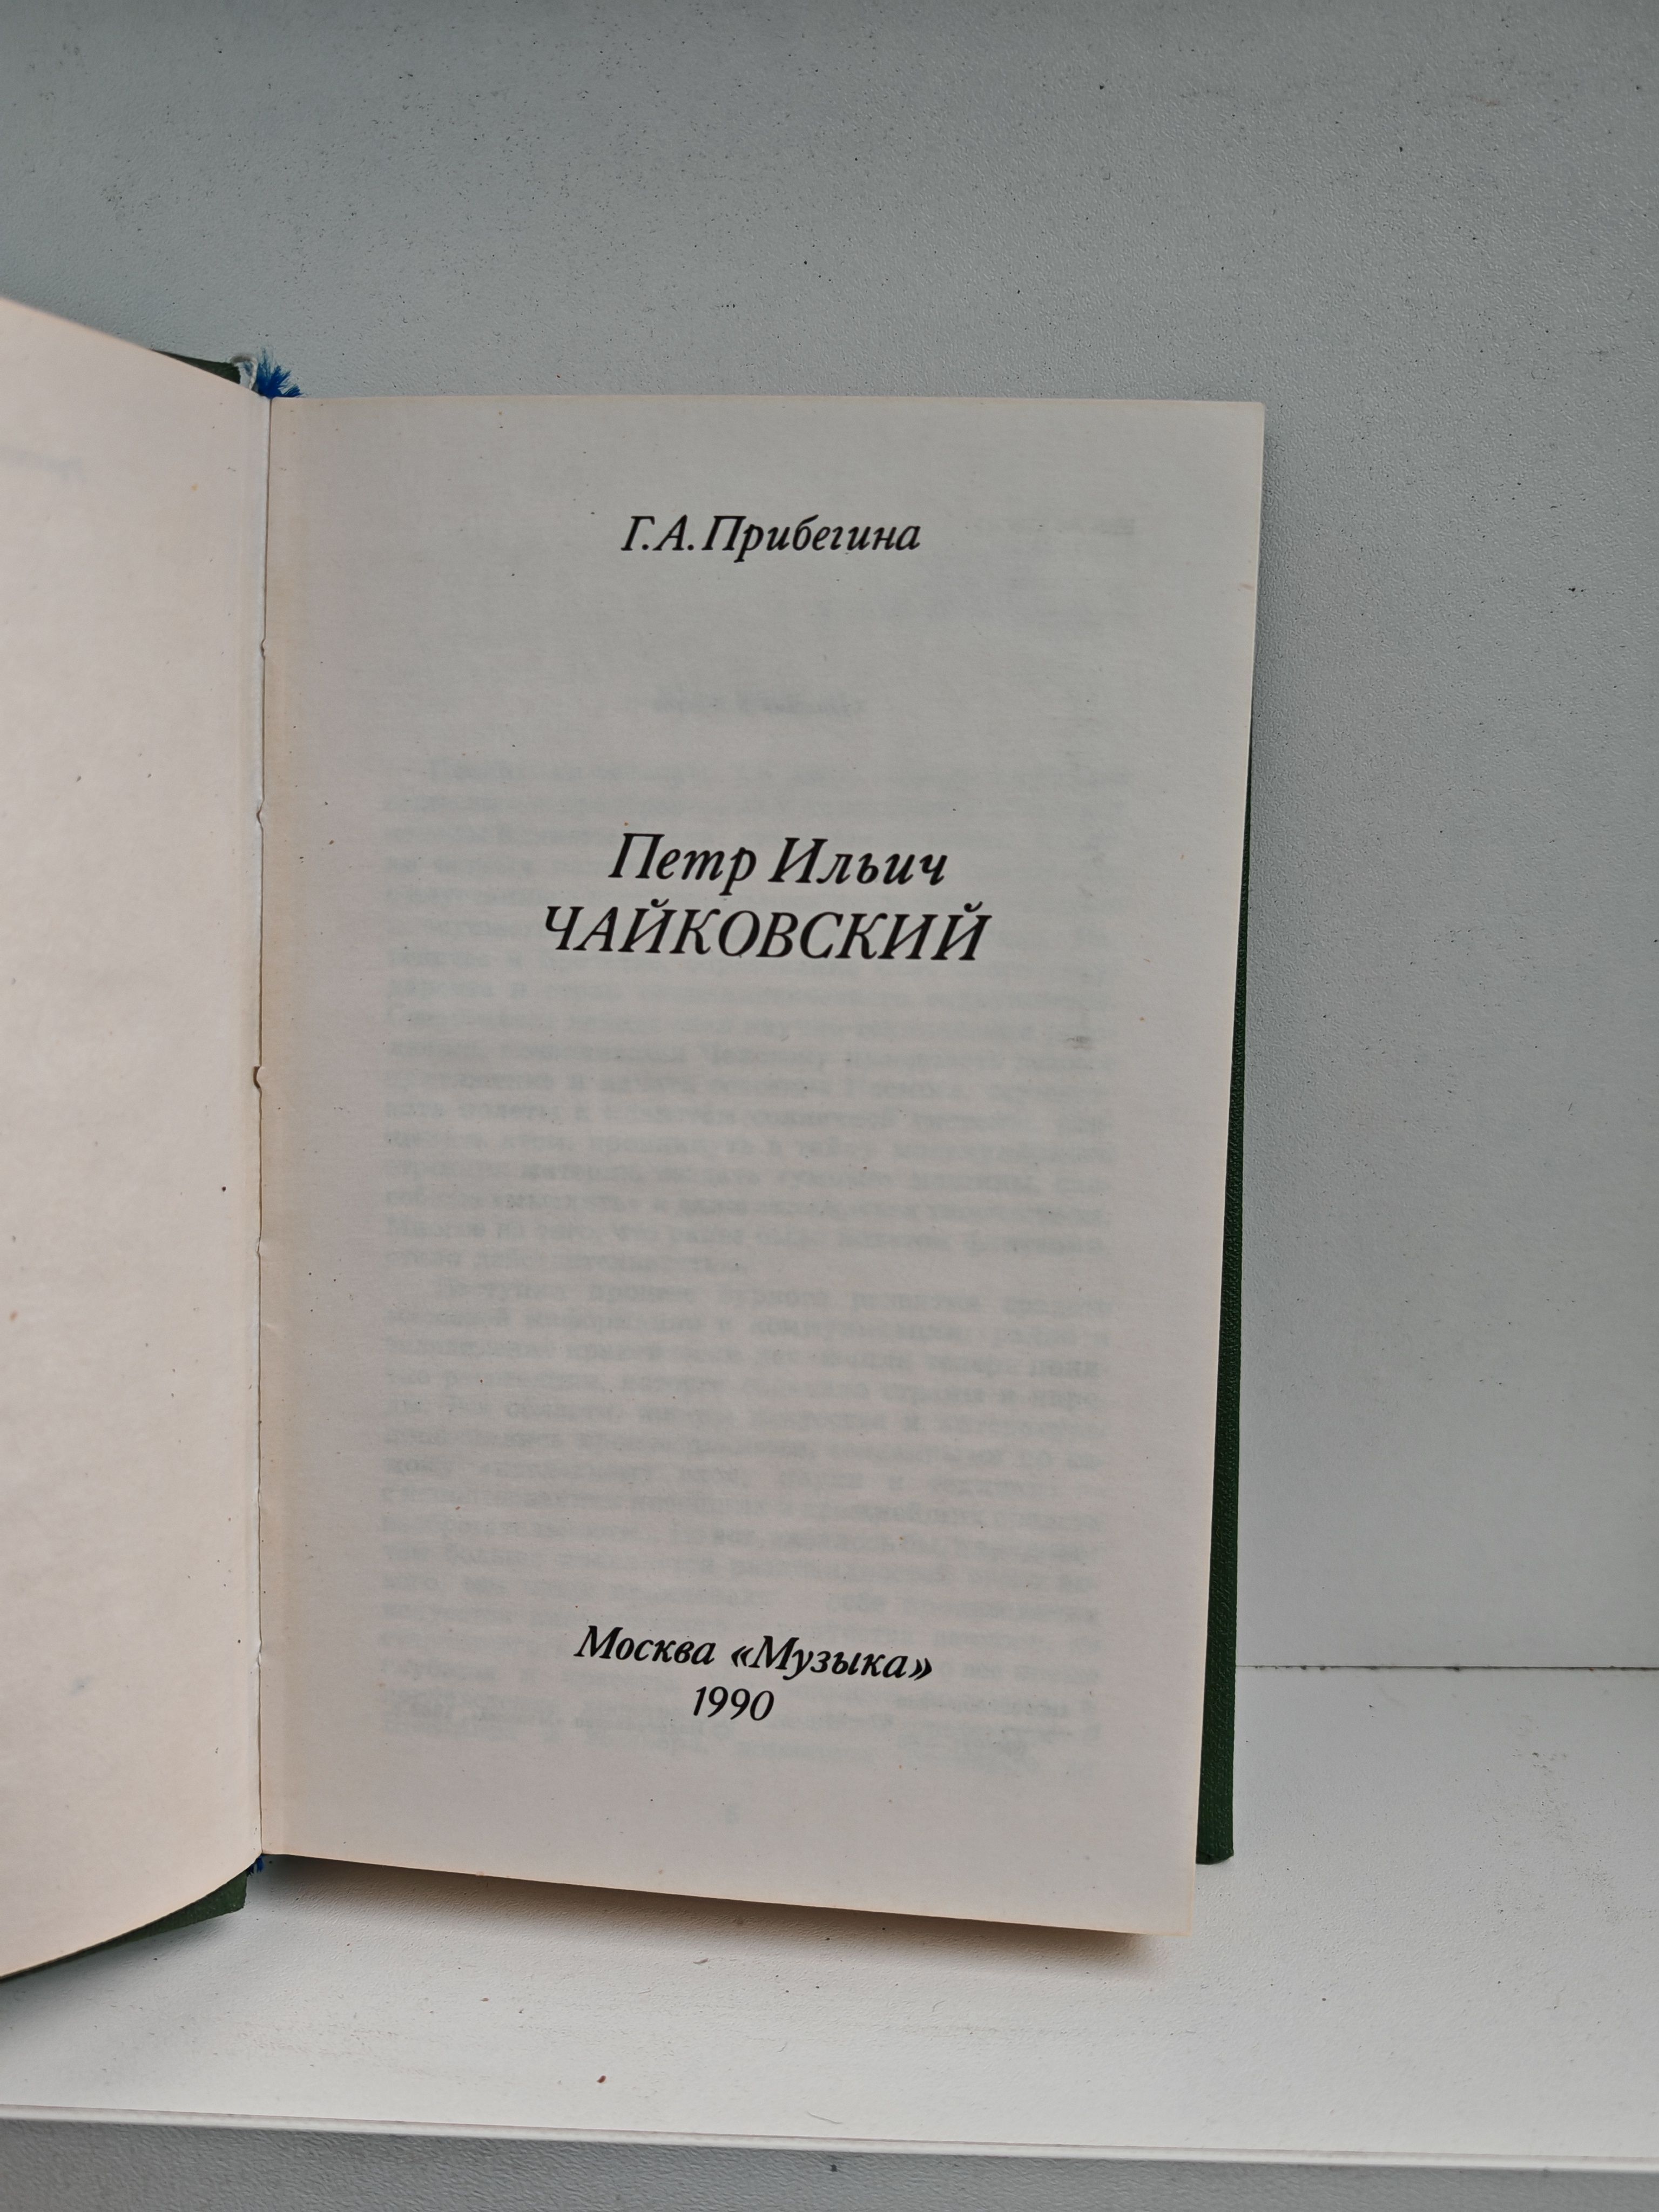 Г.А.Прибегина
Петр Ильич
ЧАЙКОВСКИЙ
Москва «Музыка»
1990